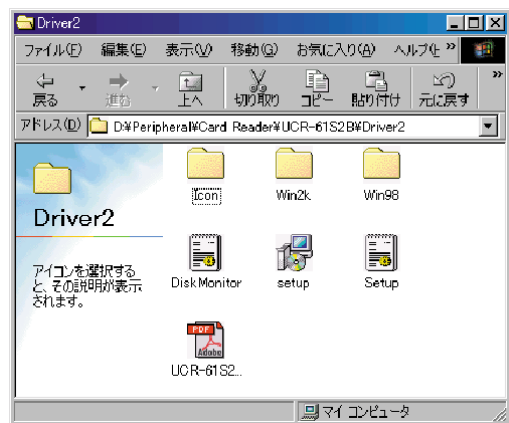 Driver2
ファイル(F) 編集(E) 表示(V) 移動(G) お気に入り(A) ヘルプ(H) »
戻る 進む 上へ 切り取り コピー 貼り付け 元に戻す »
アドレス(D) D:¥Peripheral¥Card Reader¥UCR-61S2B¥Driver2
Icon Win2k Win98
Driver2
アイコンを選択する
と、その説明が表示
されます。
Disk Monitor setup Setup
PDF
Adobe
UCR-61S2...
マイ コンピュータ